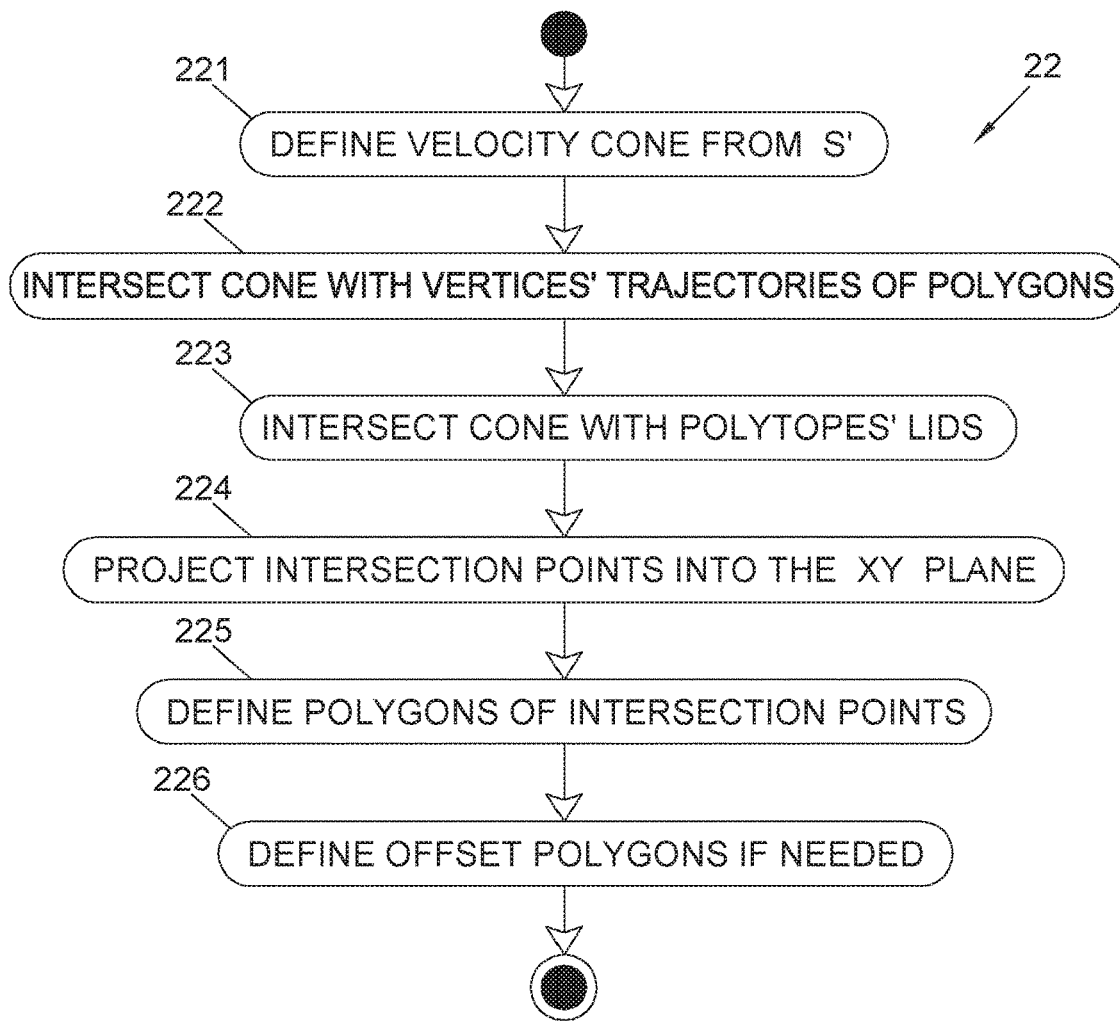 221
22
DEFINE VELOCITY CONE FROM S'
222
INTERSECT CONE WITH VERTICES' TRAJECTORIES OF POLYGONS
223
INTERSECT CONE WITH POLYTOPES' LIDS
224
PROJECT INTERSECTION POINTS INTO THE XY PLANE
225
DEFINE POLYGONS OF INTERSECTION POINTS
226
DEFINE OFFSET POLYGONS IF NEEDED